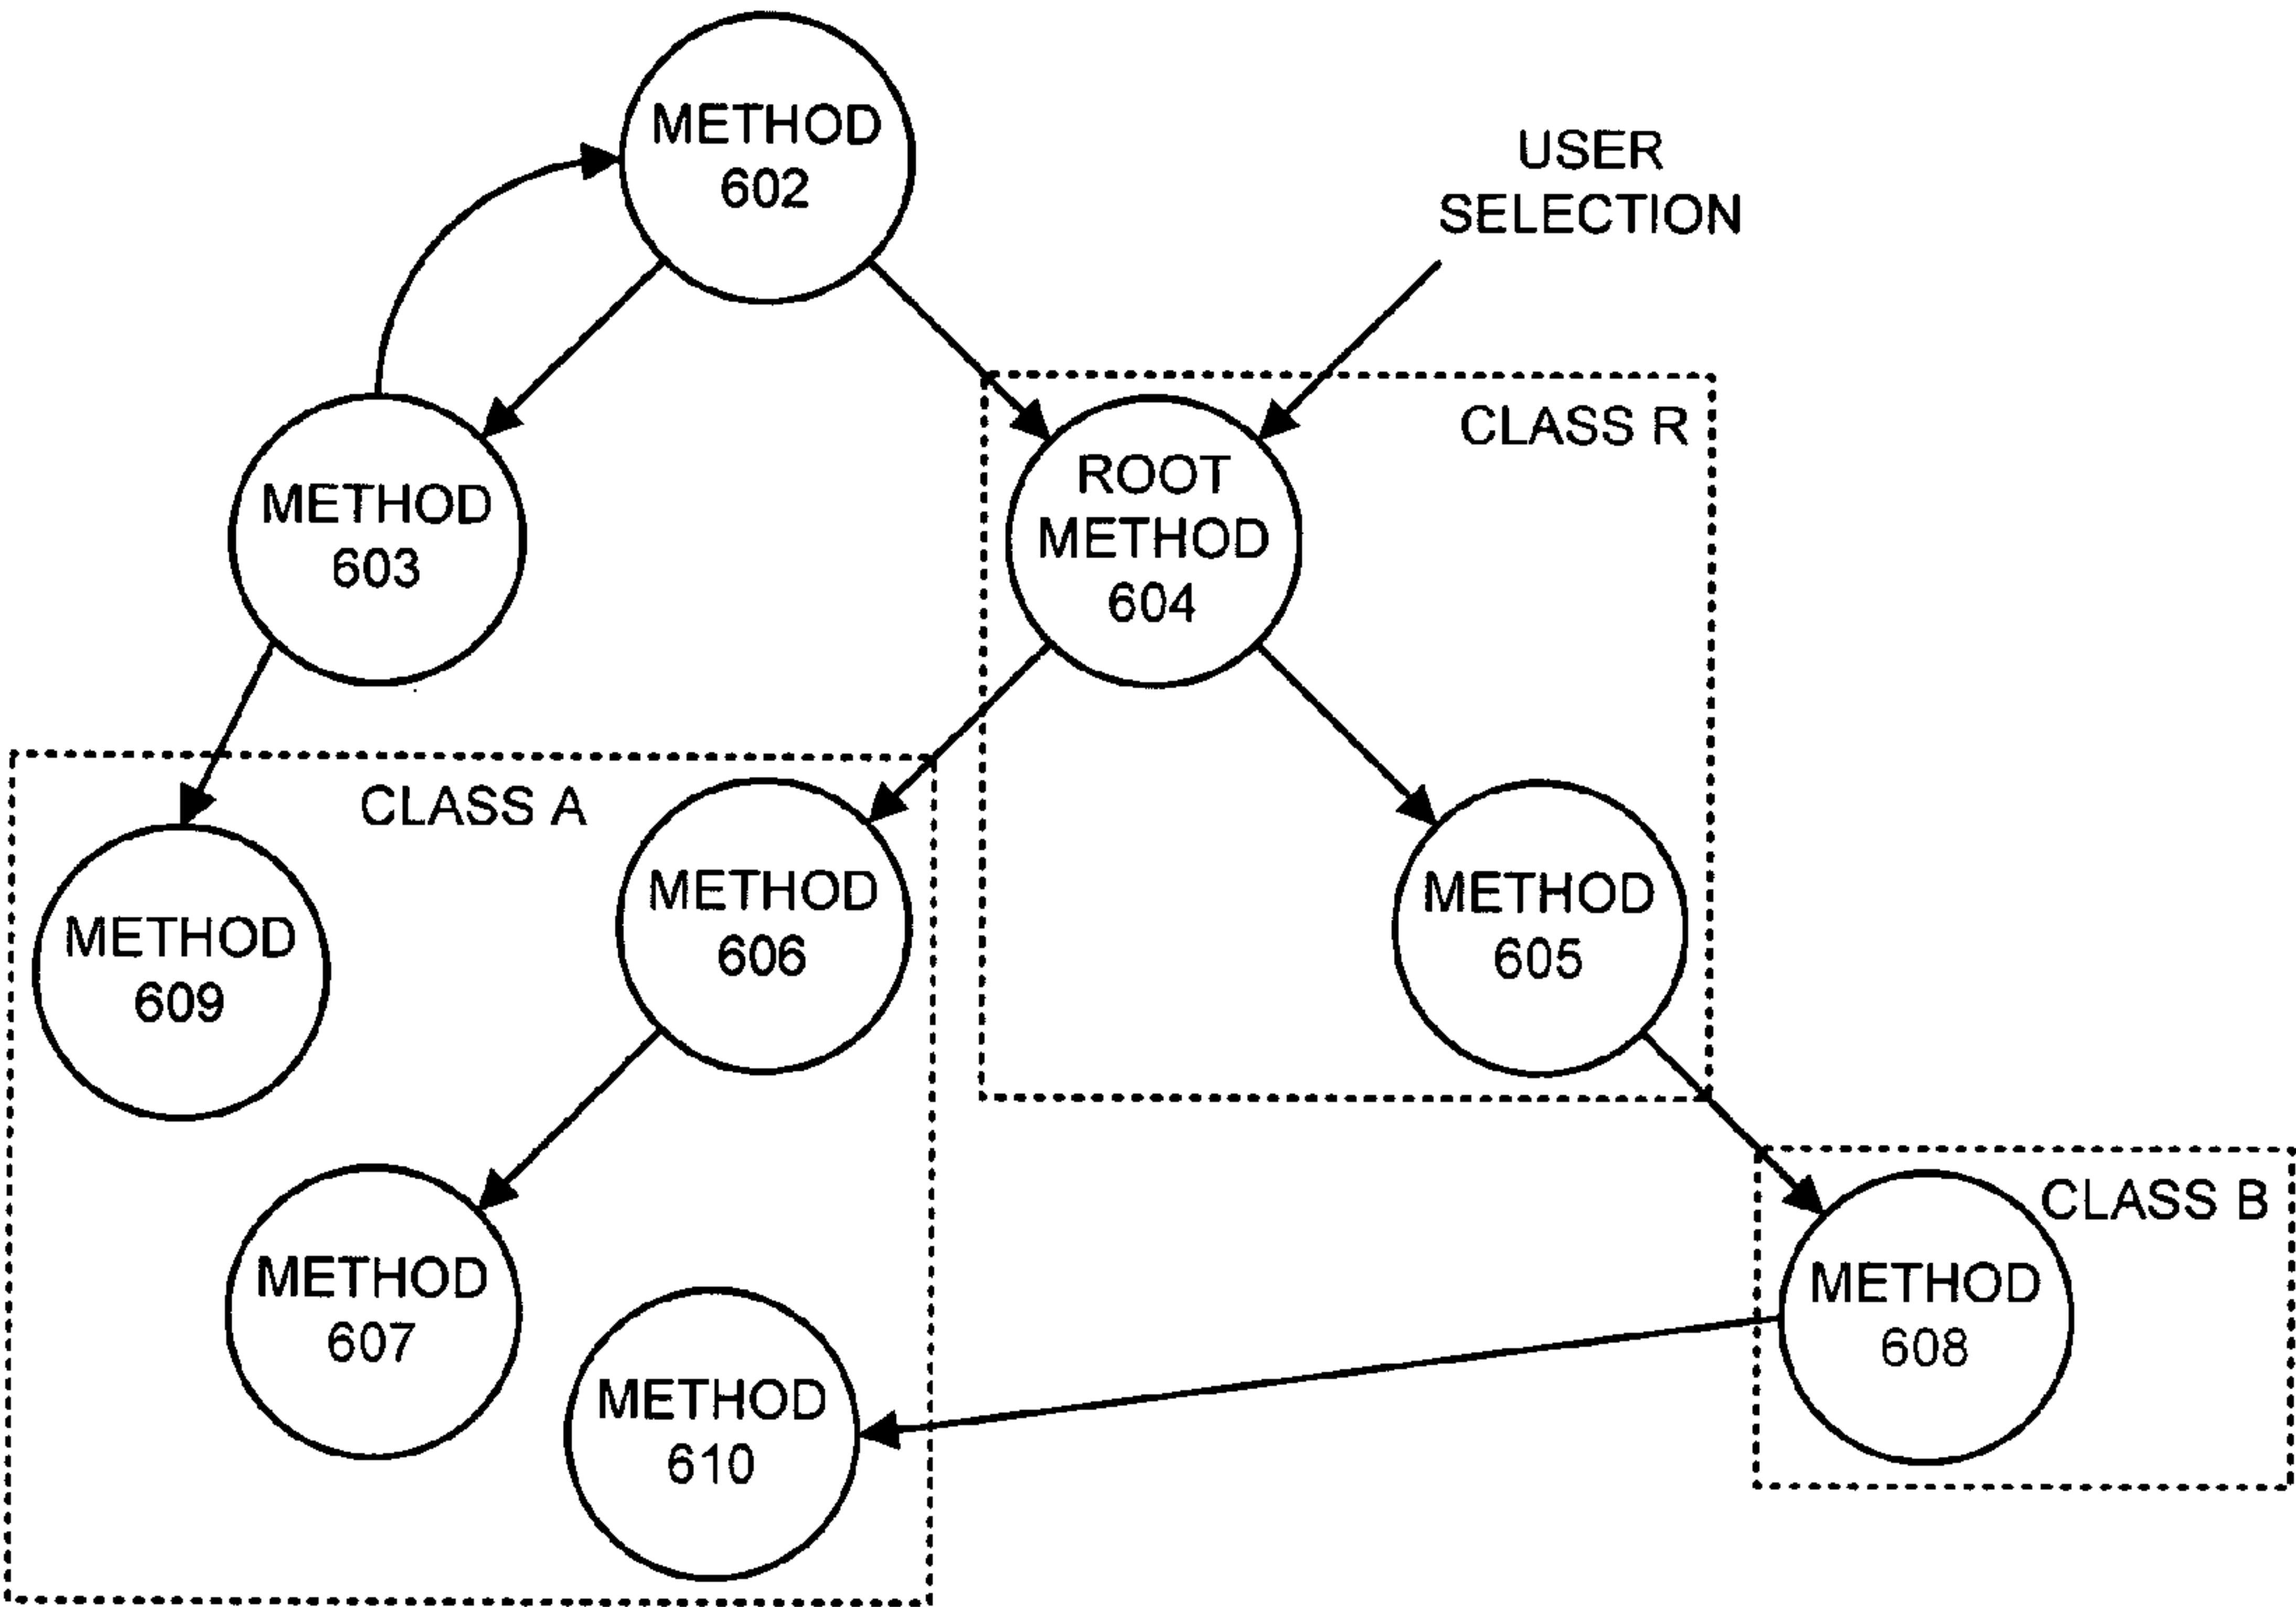 METHOD
602
USER
SELECTION
CLASS R
METHOD
603
ROOT
METHOD
604
CLASS A
METHOD
609
METHOD
606
METHOD
605
METHOD
607
METHOD
610
CLASS B
METHOD
608